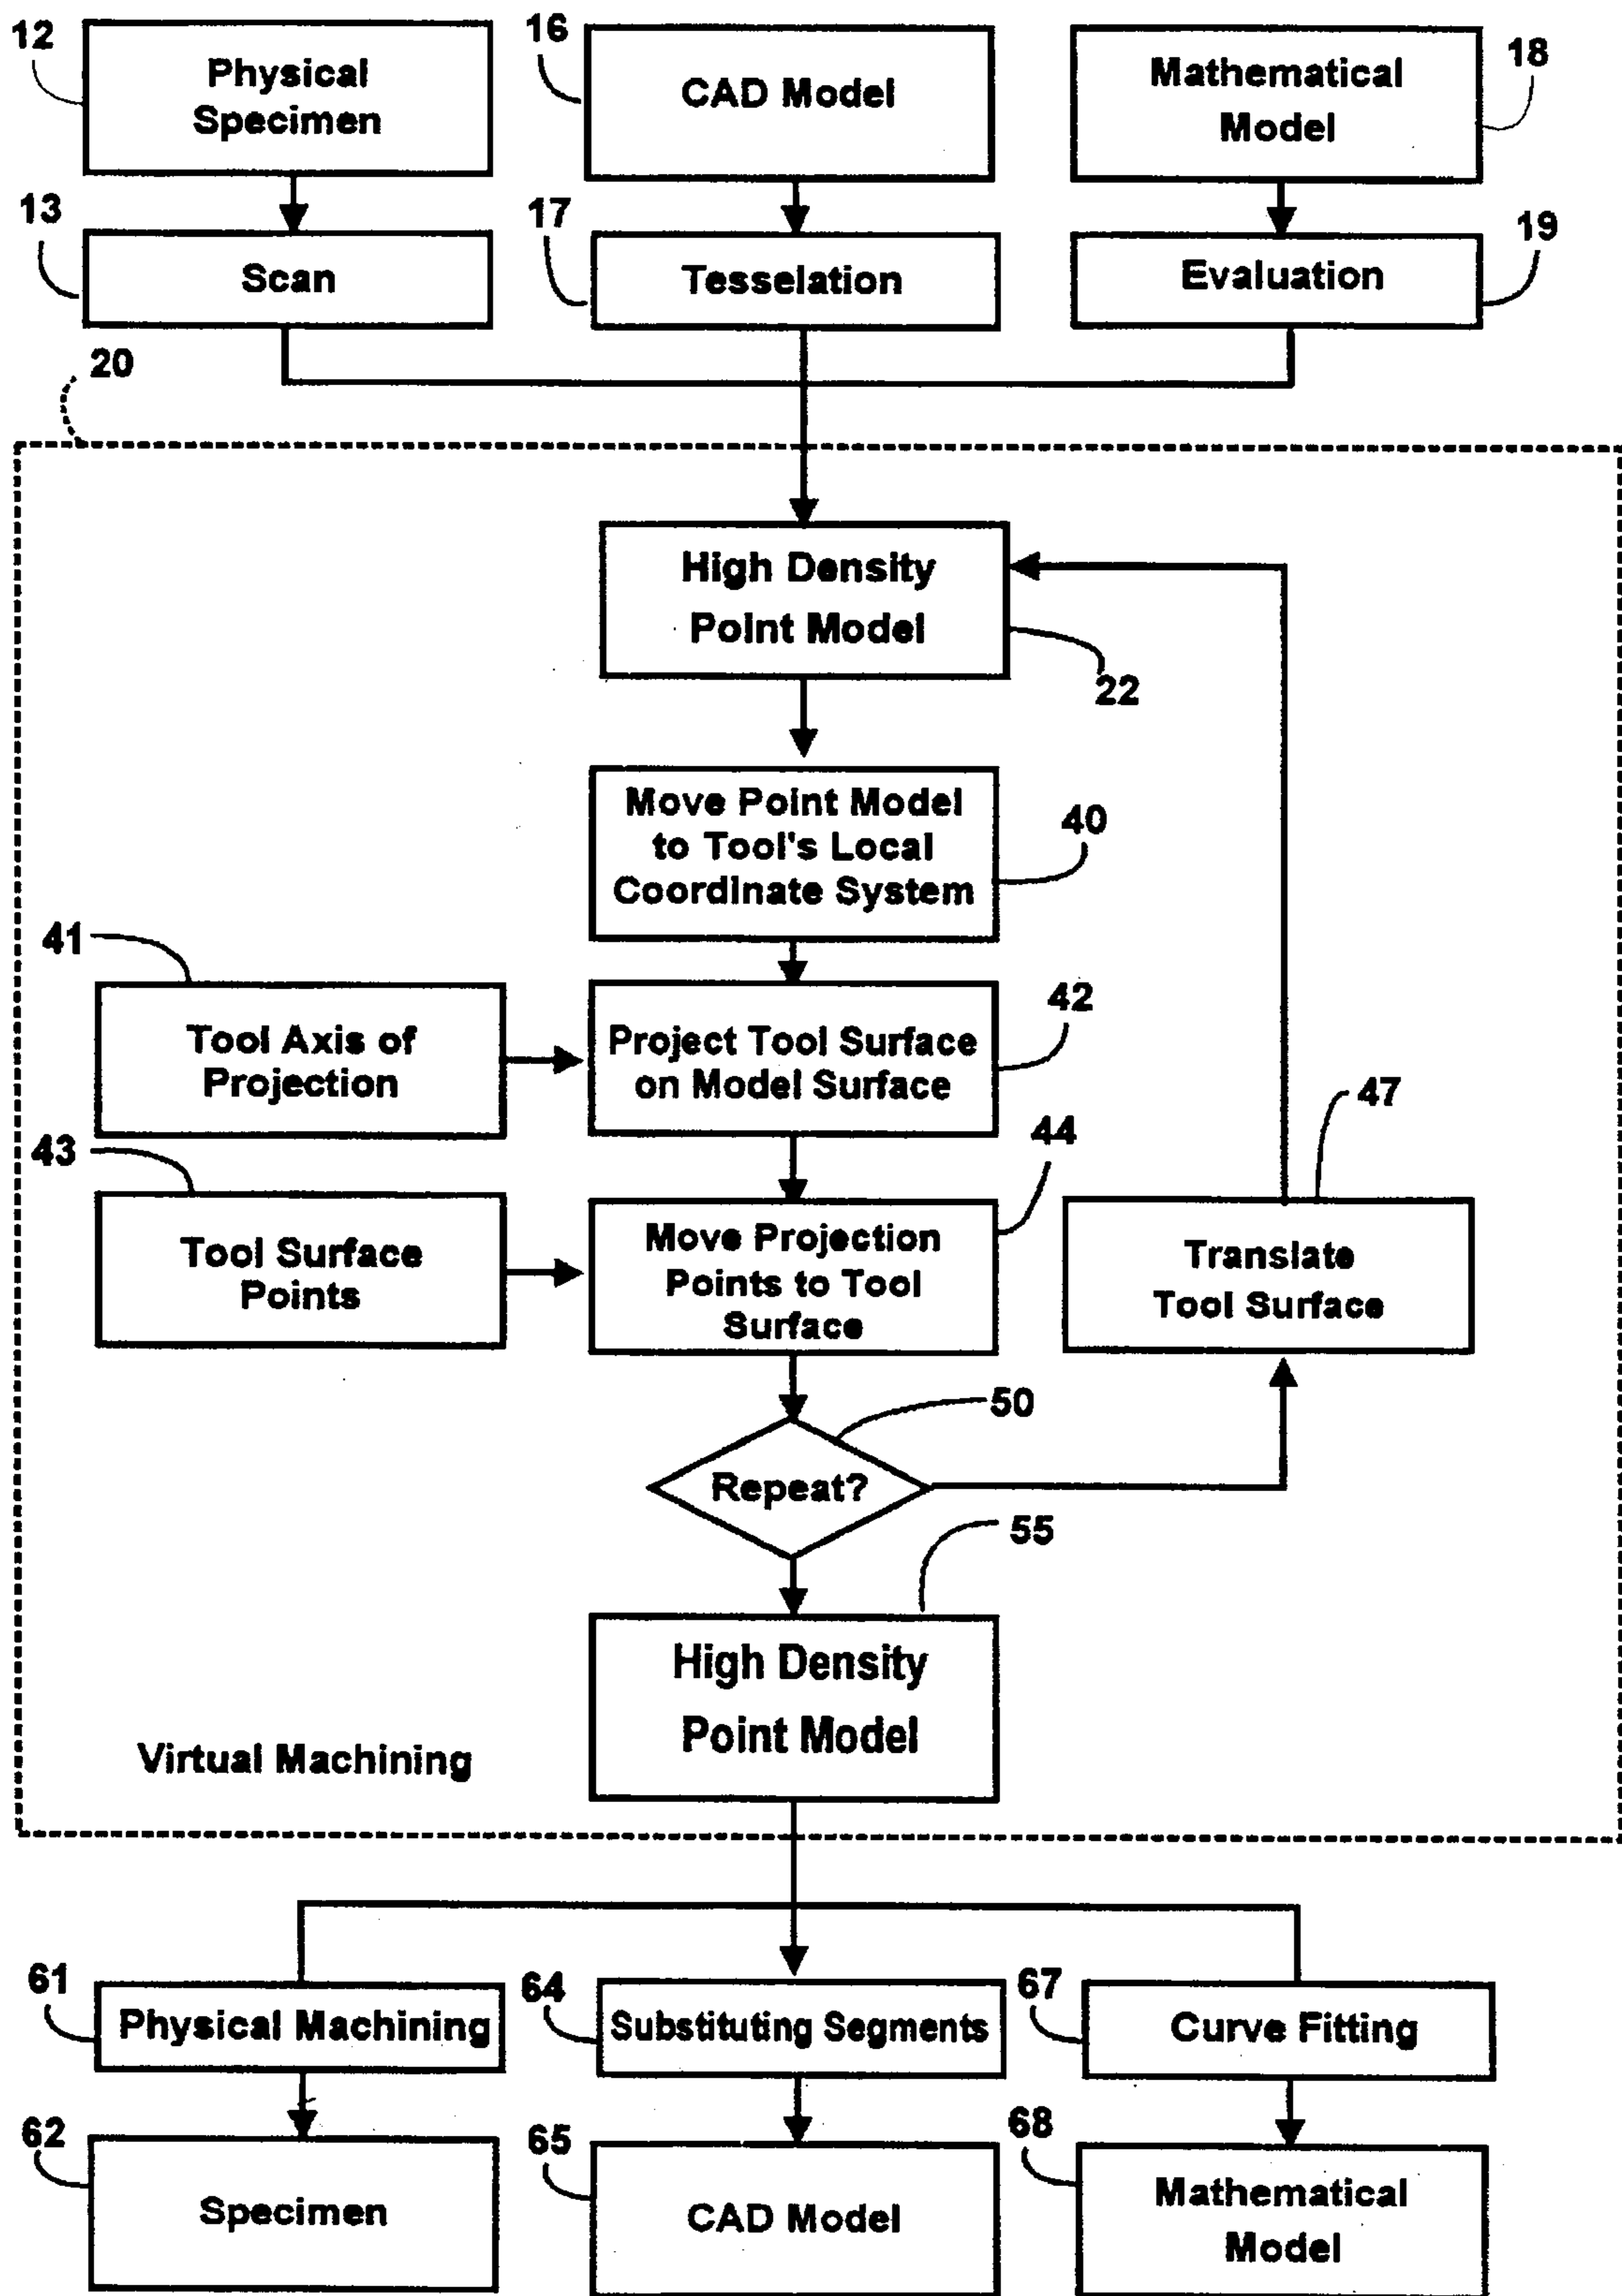 12
Physical
Specimen
16
CAD Model
Mathematical
Model
18
13
Scan
17
Tesselation
Evaluation
19
20
High Density
Point Model
22
Move Point Model
to Tool's Local
Coordinate System
40
41
Tool Axis of
Projection
Project Tool Surface
on Model Surface
42
43
Tool Surface
Points
Move Projection
Points to Tool
Surface
44
47
Translate
Tool Surface
Repeat?
50
55
High Density
Point Model
Virtual Machining
61
Physical Machining
64
Substituting Segments
67
Curve Fitting
62
Specimen
65
CAD Model
68
Mathematical
Model